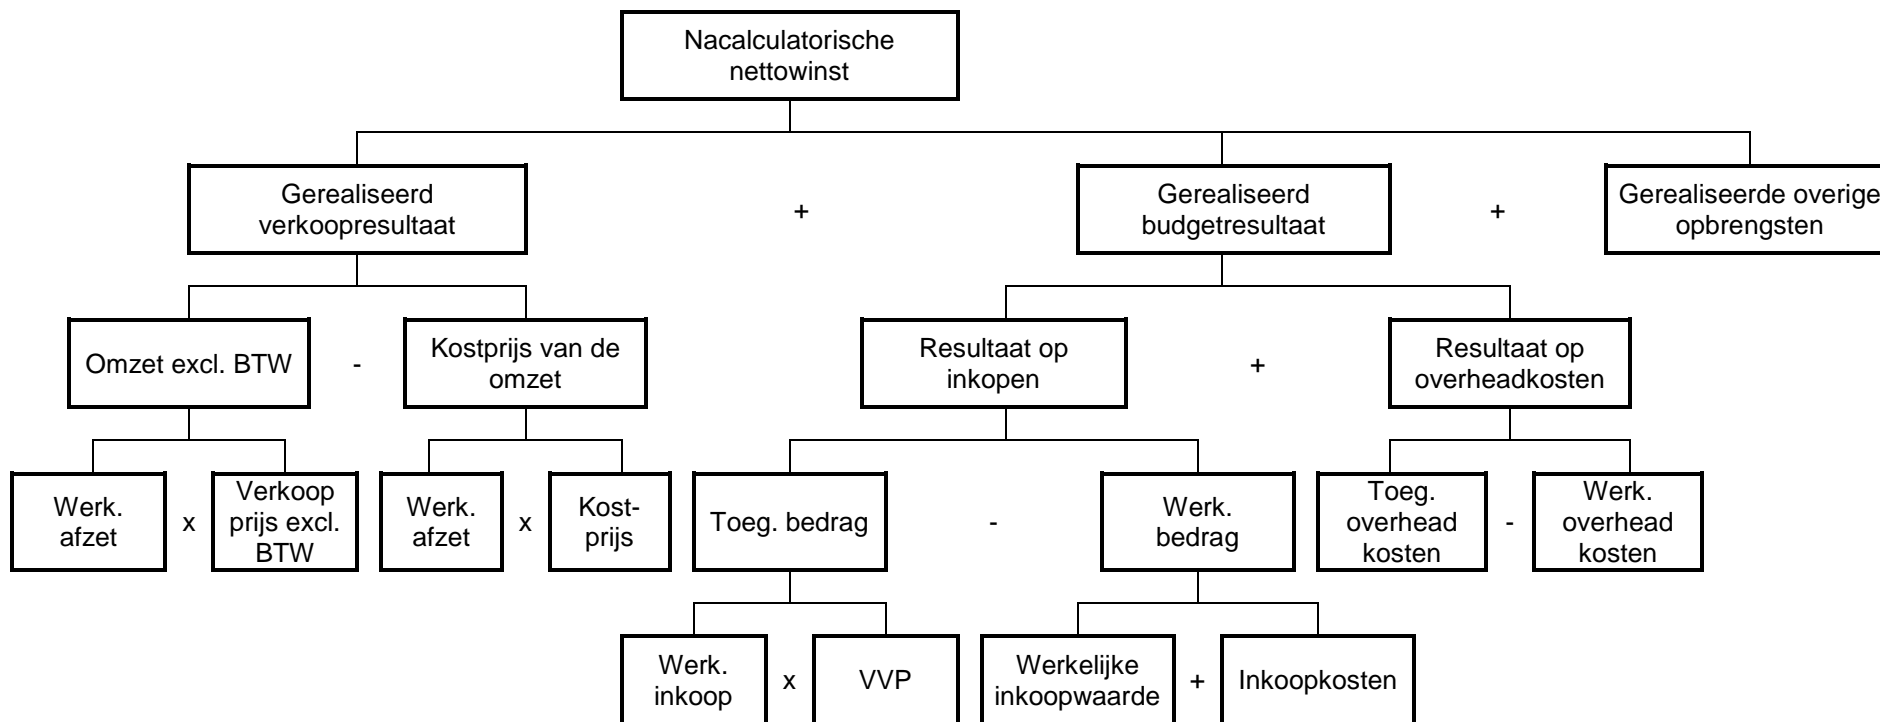 Nacalculatorische
nettowinst
Gerealiseerd
verkoopresultaat
+
Gerealiseerd
budgetresultaat
+
Gerealiseerde overige
opbrengsten
Omzet excl. BTW
-
Kostprijs van de
omzet
Resultaat op
inkopen
+
Resultaat op
overheadkosten
Werk.
afzet
x
Verkoop
prijs excl.
BTW
Werk.
afzet
x
Kost-
prijs
Toeg. bedrag
-
Werk.
bedrag
Toeg.
overhead
kosten
-
Werk.
overhead
kosten
Werk.
inkoop
x
VVP
Werkelijke
inkoopwaarde
+
Inkoopkosten